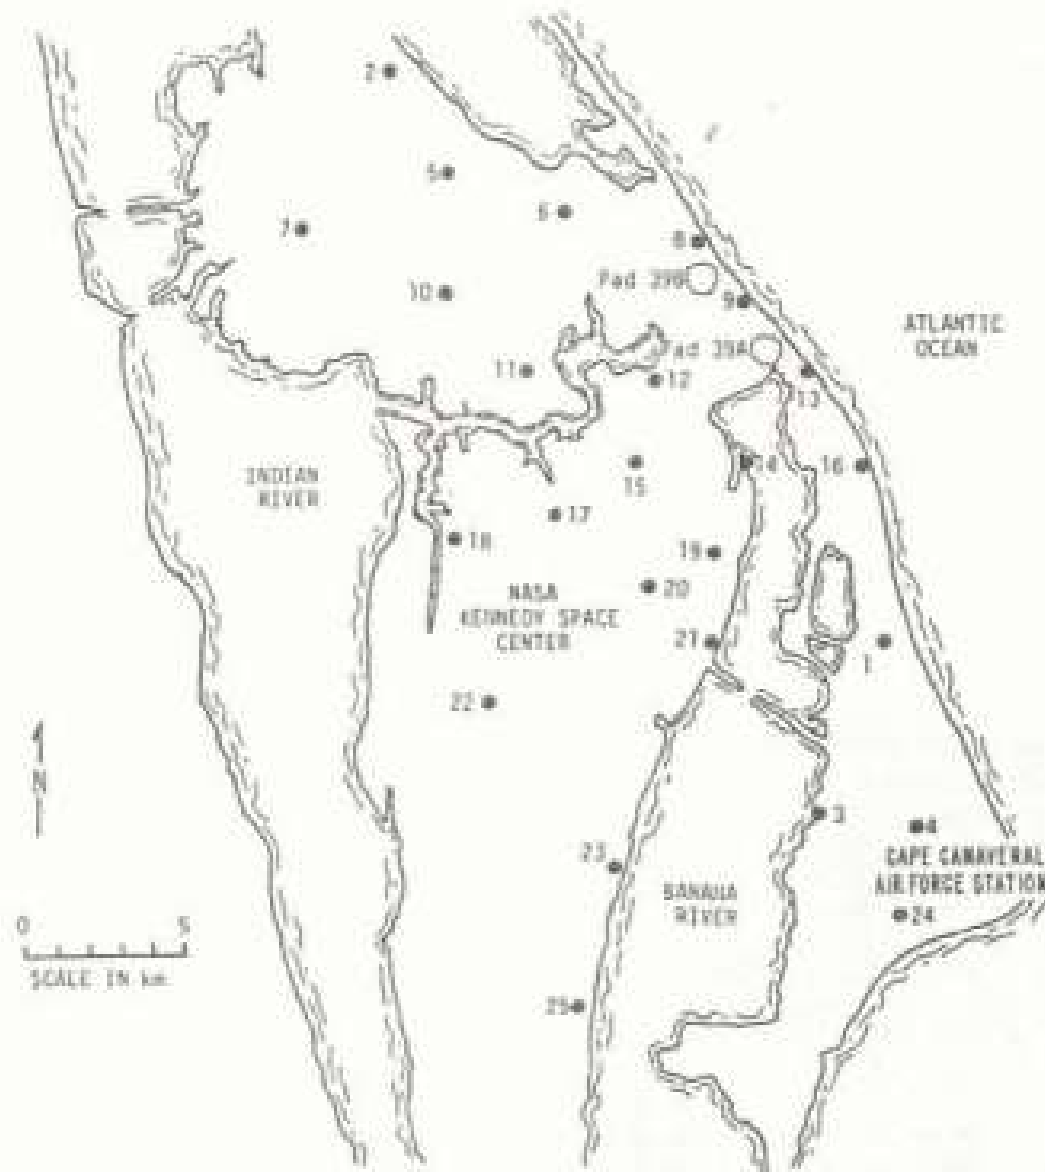 2
5
6
7
8
Pad 39B
10
9
ATLANTIC
OCEAN
Pad 39A
11
12
13
INDIAN
RIVER
14
16
15
17
18
19
20
NASA
KENNEDY SPACE
CENTER
21
1
22
N
3
4
CAPE CANAVERAL
AIR FORCE STATION
23
BANANA
RIVER
24
0 5
SCALE IN km
25